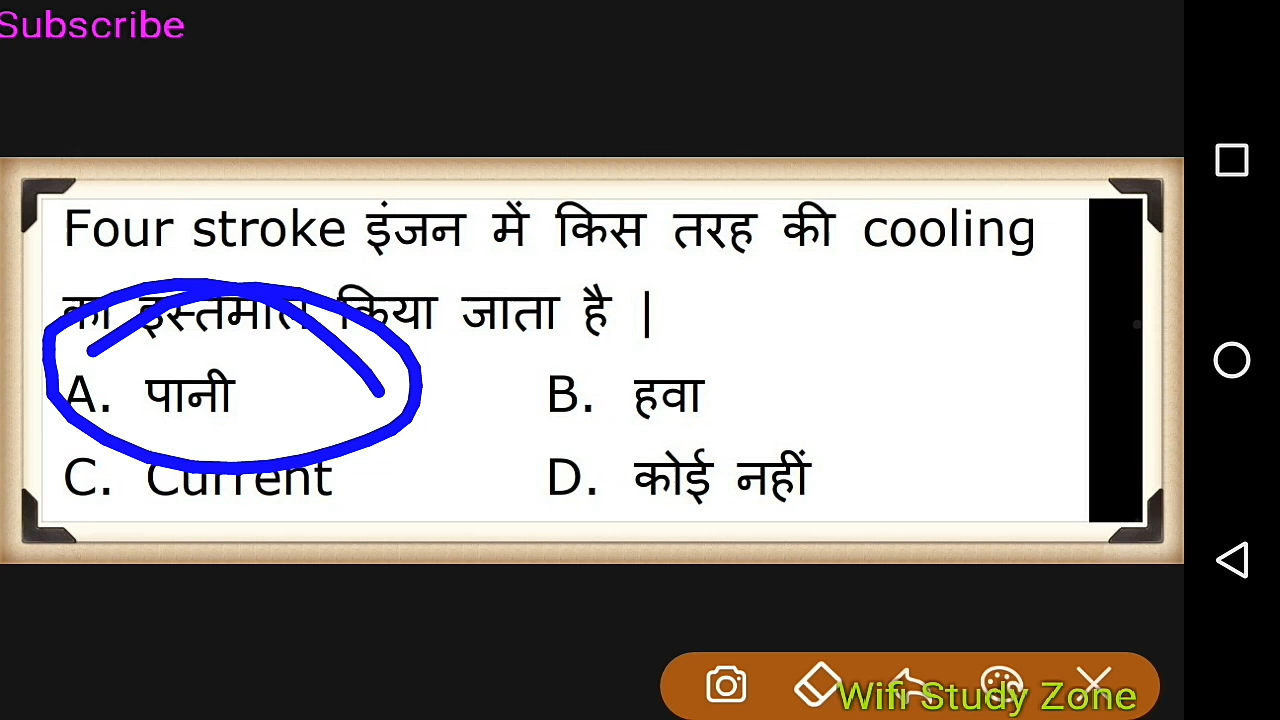 Subscribe
Four stroke इंजन में किस तरह की cooling
का इस्तेमाल किया जाता है |
A. पानी B. हवा
C. Current D. कोई नहीं
Wifi Study Zone